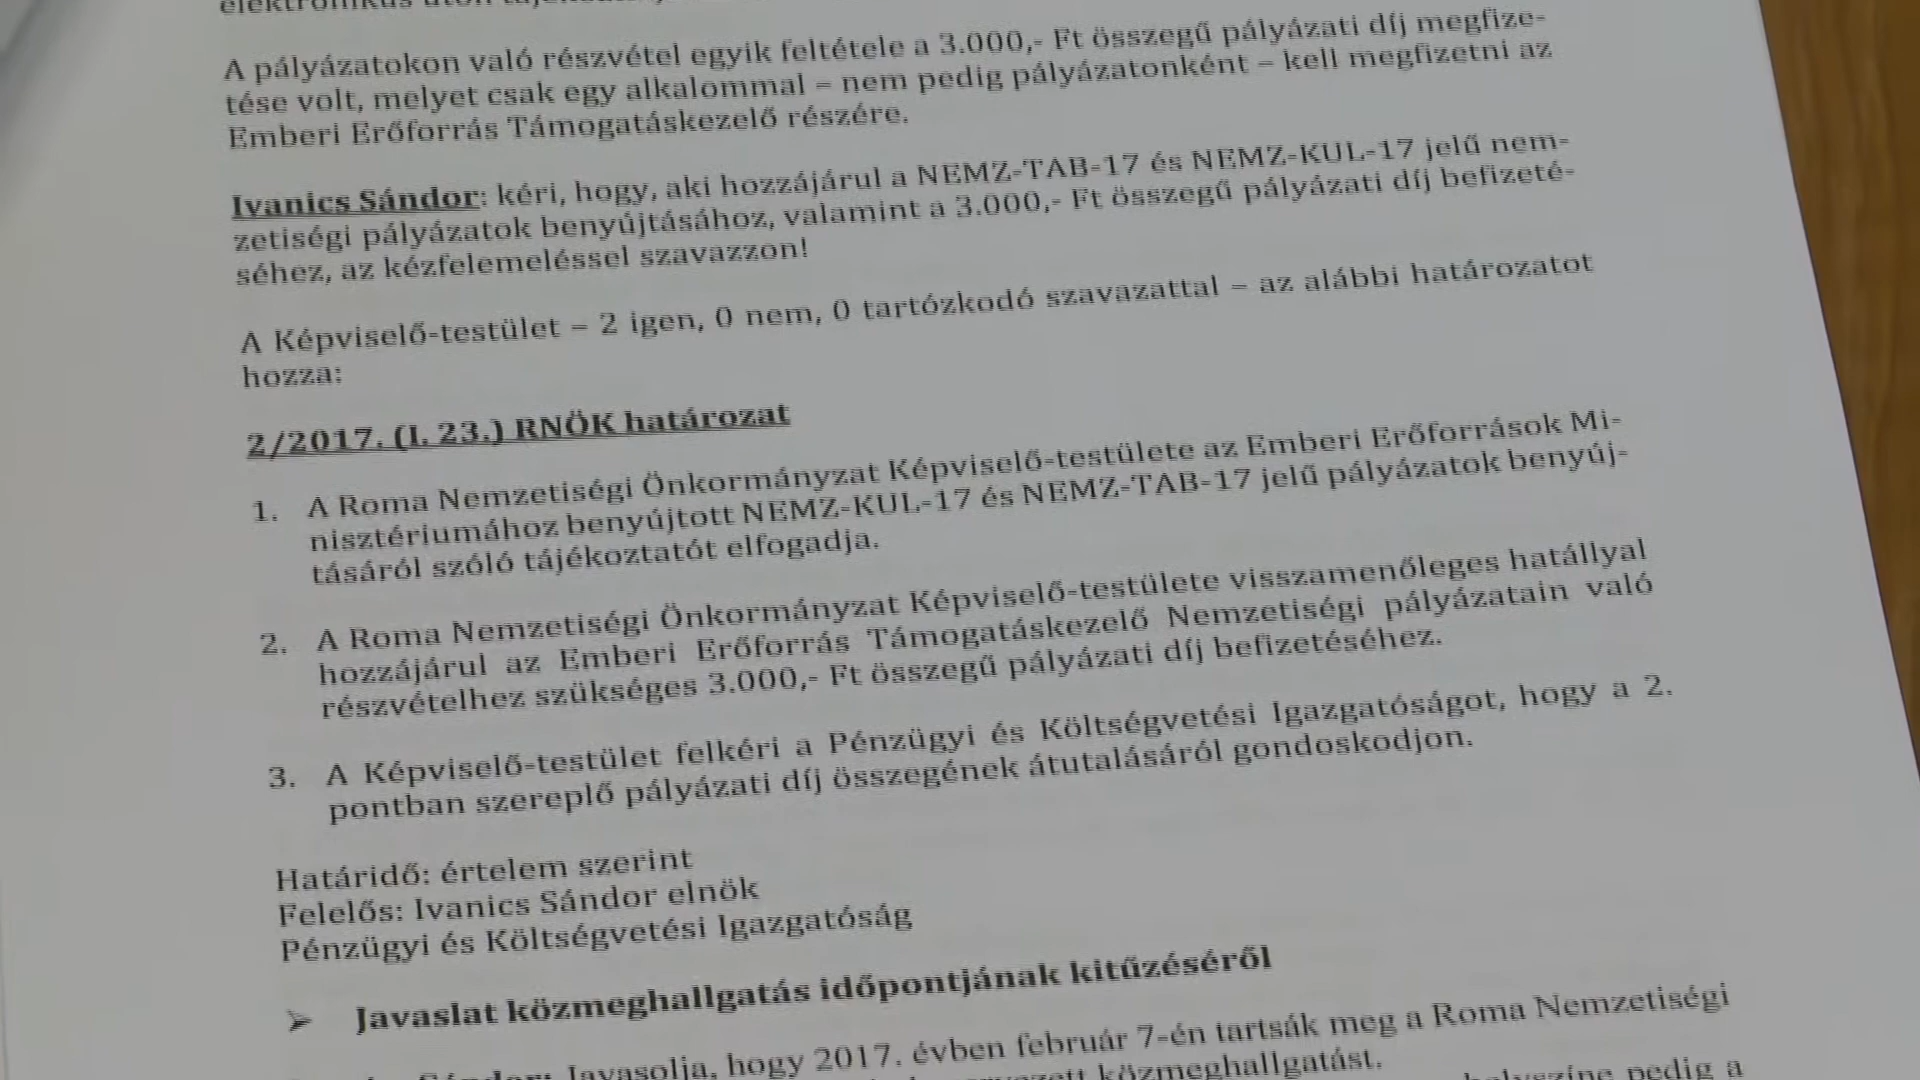 A pályázatokon való részvétel egyik feltétele a 3.000,- Ft összegű pályázati díj megfize-
tése volt, melyet csak egy alkalommal – nem pedig pályázatonként – kell megfizetni az
Emberi Erőforrás Támogatáskezelő részére.
Ivanics Sándor: kéri, hogy, aki hozzájárul a NEMZ-TAB-17 és NEMZ-KUL-17 jelű nem-
zetiségi pályázatok benyújtásához, valamint a 3.000,- Ft összegű pályázati díj befizeté-
séhez, az kézfelemeléssel szavazzon!
A Képviselő-testület – 2 igen, 0 nem, 0 tartózkodó szavazattal – az alábbi határozatot
hozza:
2/2017. (I. 23.) RNÖK határozat
1. A Roma Nemzetiségi Önkormányzat Képviselő-testülete az Emberi Erőforrások Mi-
nisztériumához benyújtott NEMZ-KUL-17 és NEMZ-TAB-17 jelű pályázatok benyúj-
tásáról szóló tájékoztatót elfogadja.
2. A Roma Nemzetiségi Önkormányzat Képviselő-testülete visszamenőleges hatállyal
hozzájárul az Emberi Erőforrás Támogatáskezelő Nemzetiségi pályázatain való
részvételhez szükséges 3.000,- Ft összegű pályázati díj befizetéséhez.
3. A Képviselő-testület felkéri a Pénzügyi és Költségvetési Igazgatóságot, hogy a 2.
pontban szereplő pályázati díj összegének átutalásáról gondoskodjon.
Határidő: értelem szerint
Felelős: Ivanics Sándor elnök
Pénzügyi és Költségvetési Igazgatóság
➢ Javaslat közmeghallgatás időpontjának kitűzéséről
Sándor: Javasolja, hogy 2017. évben február 7-én tartsák meg a Roma Nemzetiségi
közmeghallgatást.
helyszíne pedig a